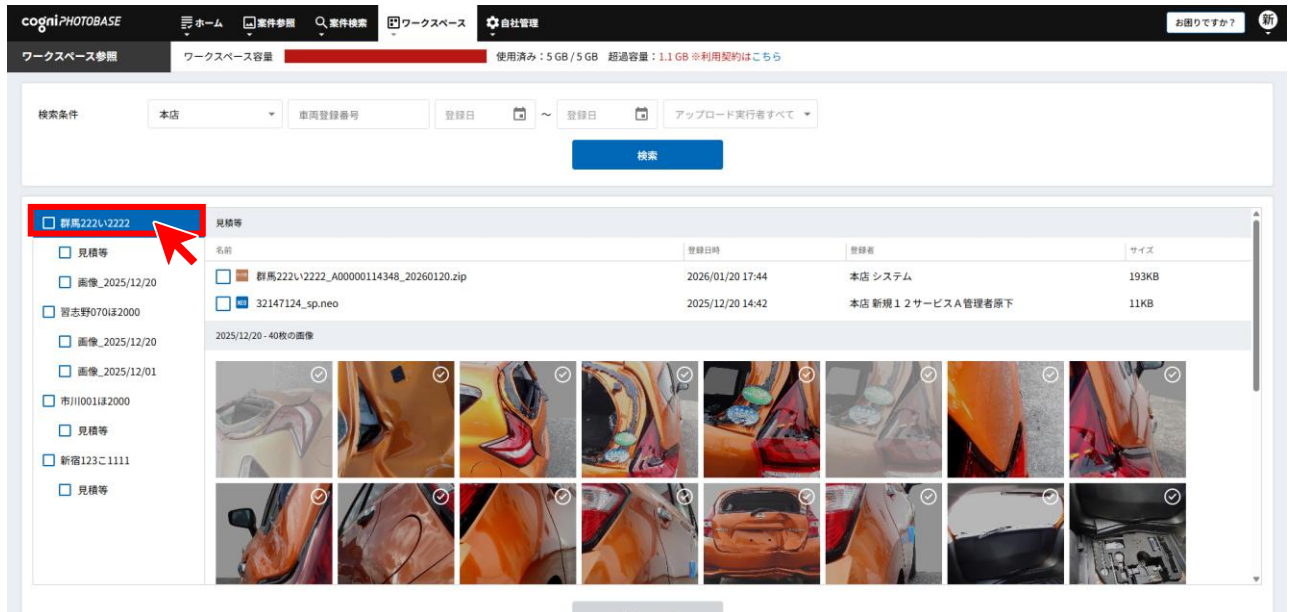 cogni PHOTOBASE ホーム 案件参照 案件検索 ワークスペース 自社管理 お困りですか? 新
ワークスペース参照 ワークスペース容量 使用済み：5 GB / 5 GB 超過容量：1.1 GB ※利用契約はこちら
検索条件 本店 車両登録番号 登録日 ～ 登録日 アップロード実行者すべて
検索
群馬222い2222 見積等
見積等 名前 登録日時 登録者 サイズ
画像_2025/12/20 群馬222い2222_A00000114348_20260120.zip 2026/01/20 17:44 本店 システム 193KB
習志野070ほ2000 32147124_sp.neo 2025/12/20 14:42 本店 新規１２サービスＡ管理者原下 11KB
画像_2025/12/20 2025/12/20 - 40枚の画像
画像_2025/12/01
市川001ほ2000
見積等
新宿123こ1111
見積等